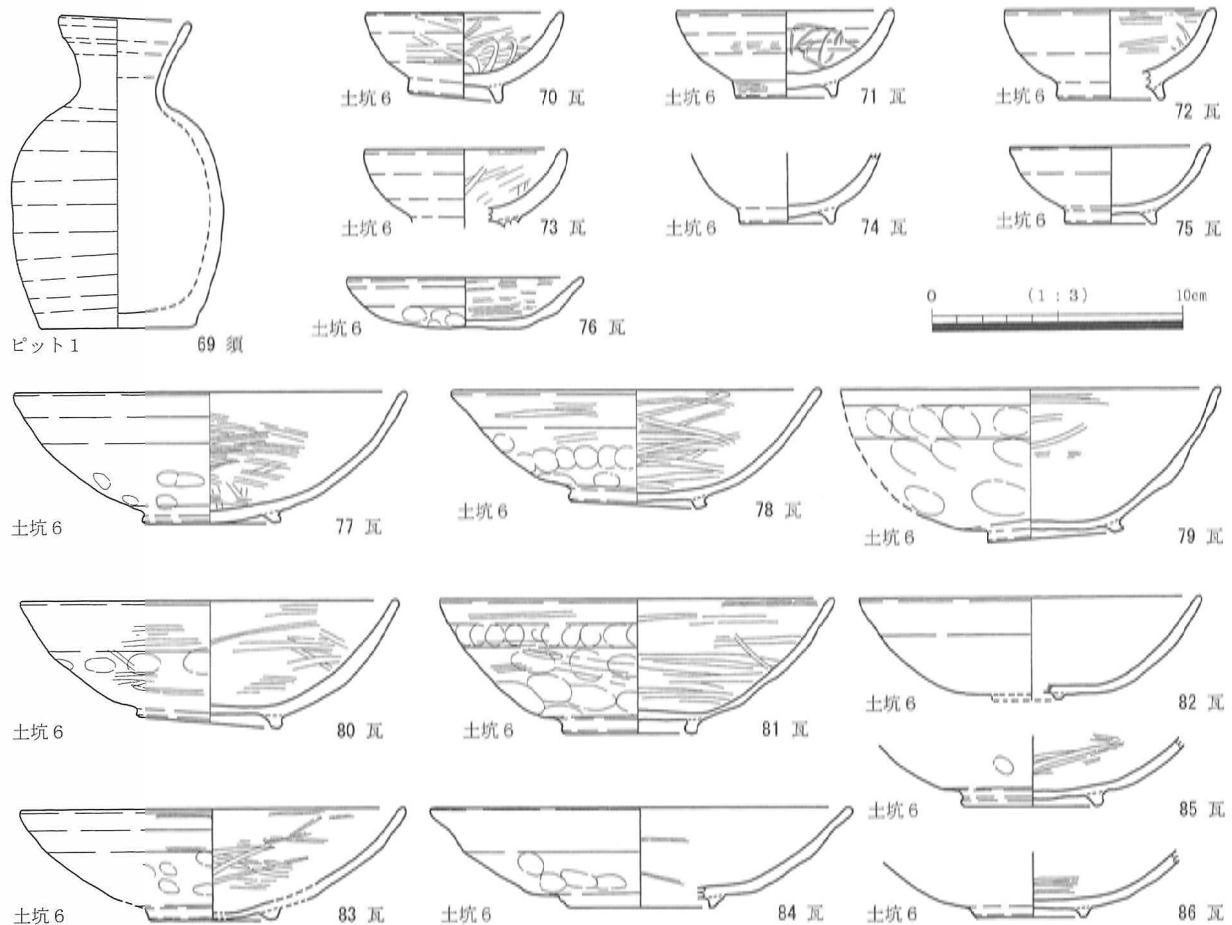 土坑6 70 瓦
土坑6 71 瓦
土坑6 72 瓦
土坑6 73 瓦
土坑6 74 瓦
土坑6 75 瓦
ピット1 69 須
土坑6 76 瓦
0 (1:3) 10cm
土坑6 77 瓦
土坑6 78 瓦
土坑6 79 瓦
土坑6 80 瓦
土坑6 81 瓦
土坑6 82 瓦
土坑6 85 瓦
土坑6 83 瓦
土坑6 84 瓦
土坑6 86 瓦